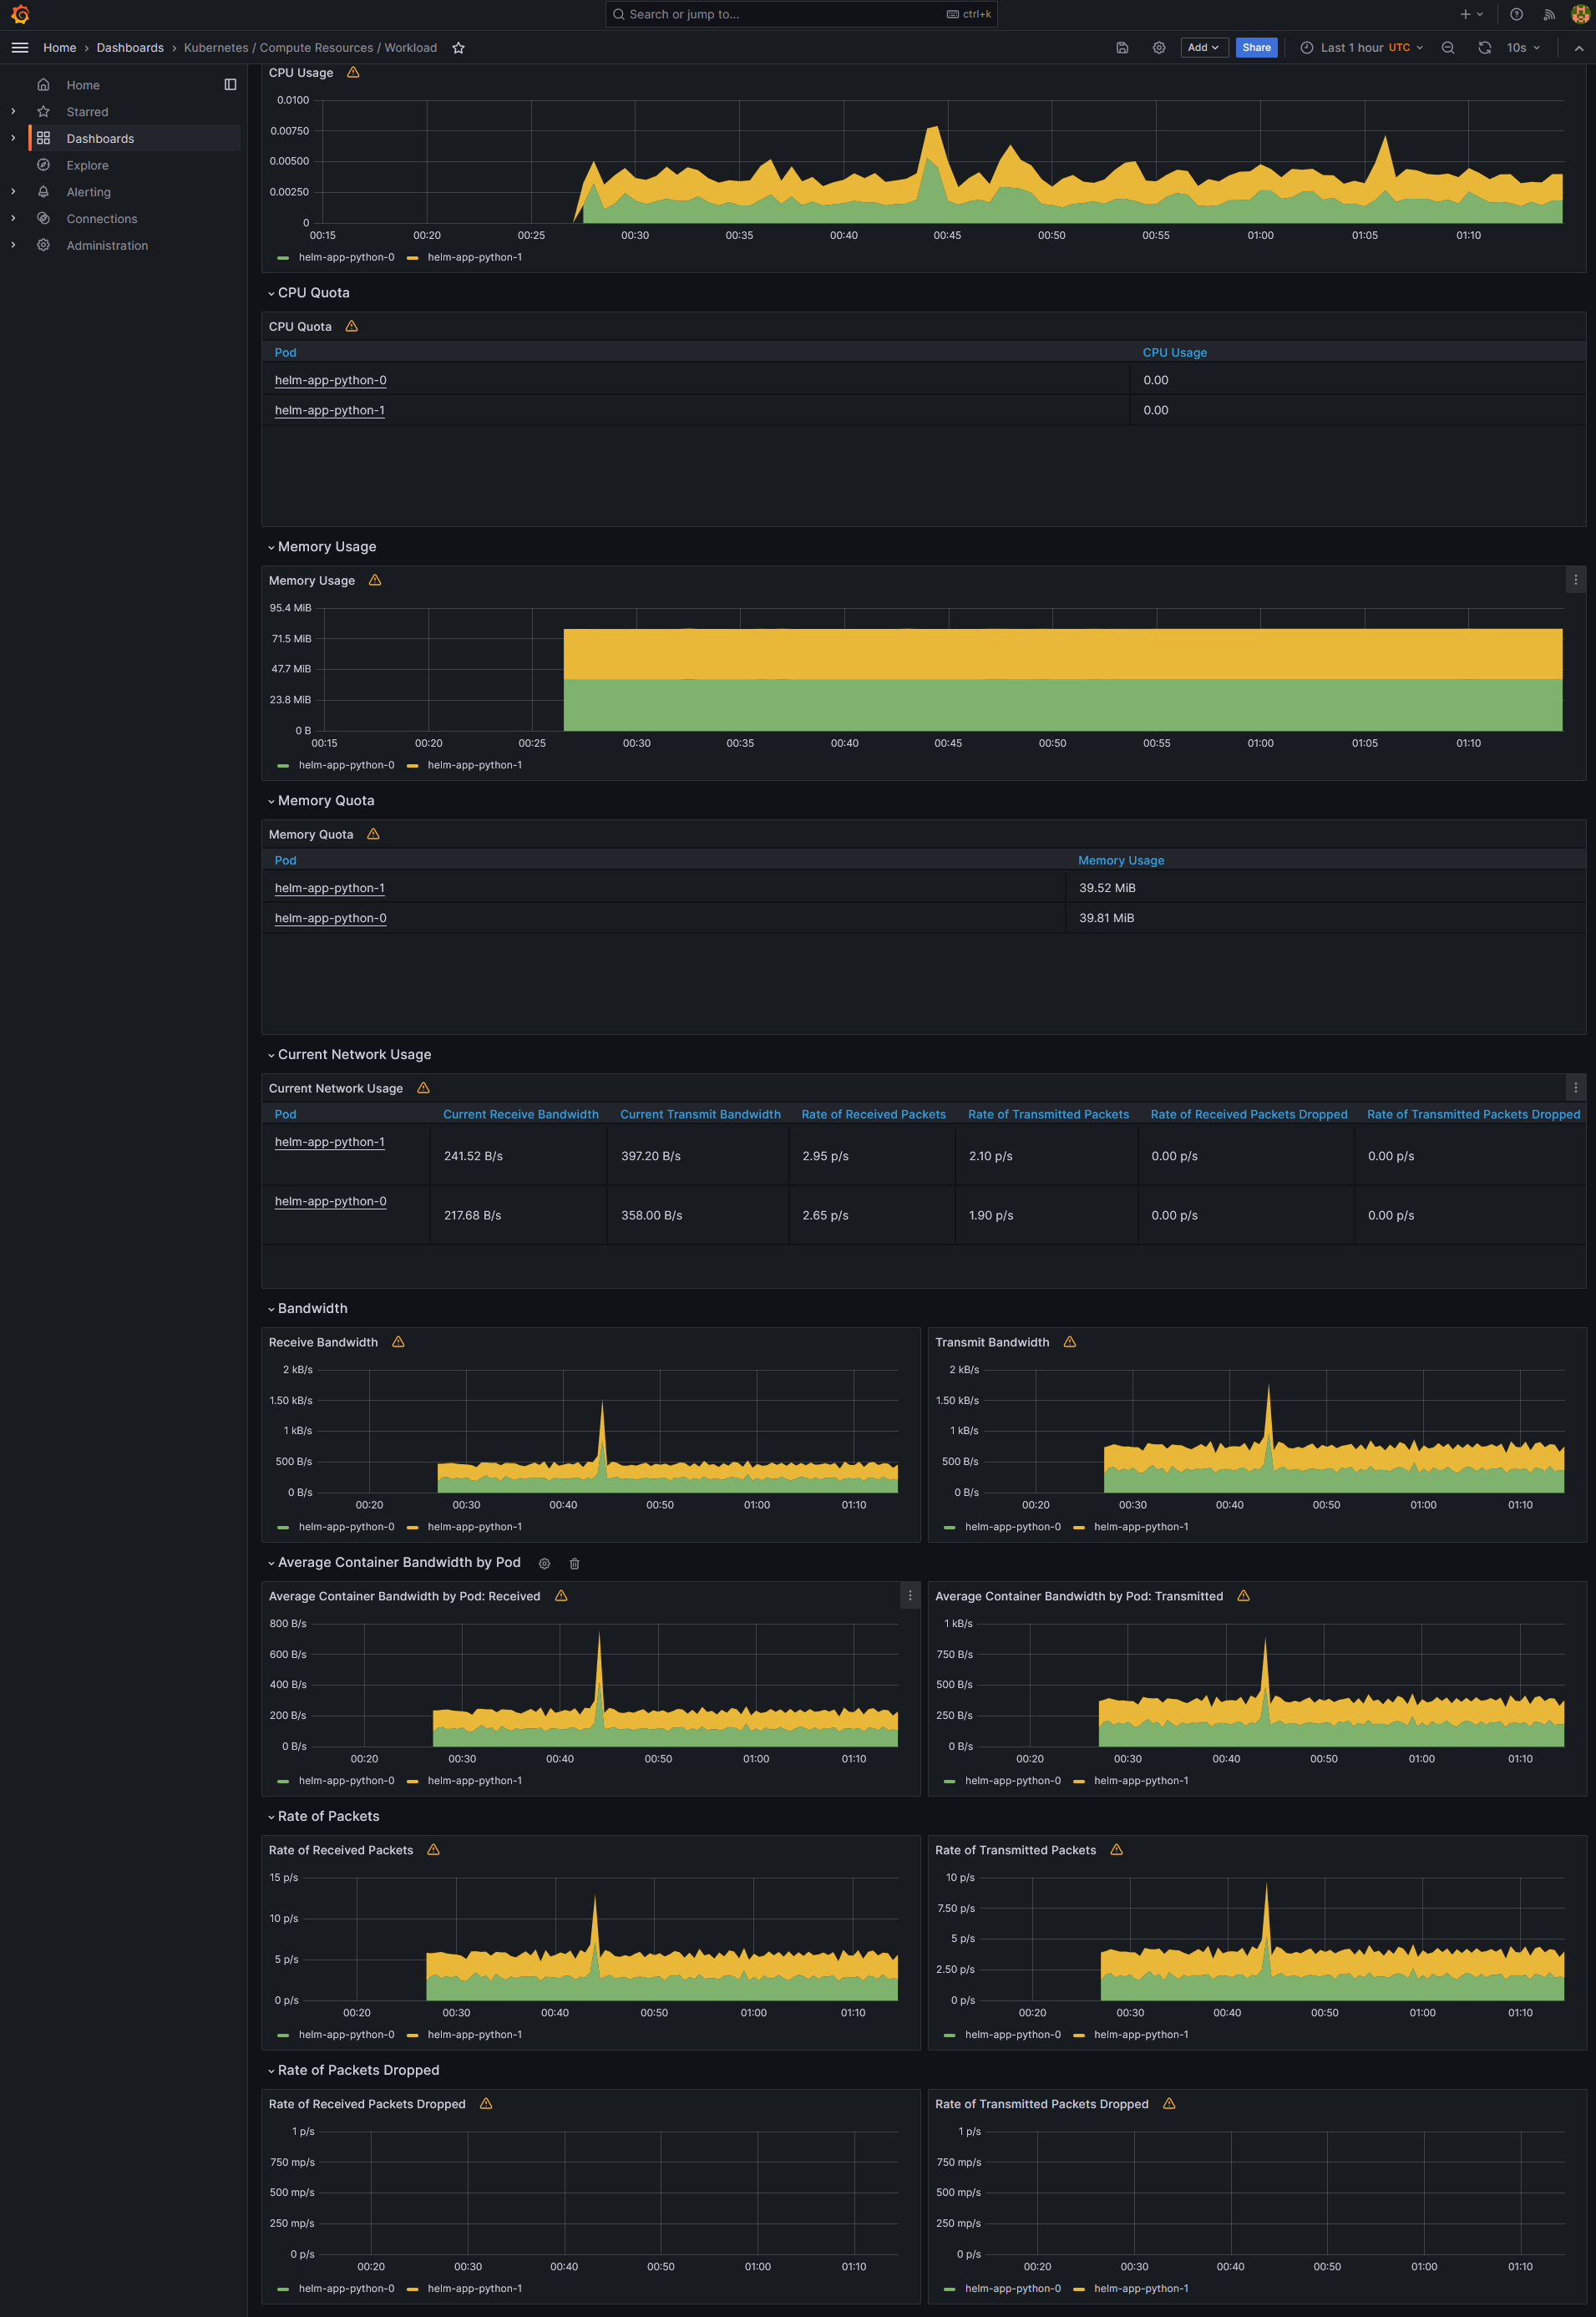 Search or jump to... ctrl+k
Home › Dashboards › Kubernetes / Compute Resources / Workload
Add Share Last 1 hour UTC 10s
Home
Starred
Dashboards
Explore
Alerting
Connections
Administration
CPU Usage
0.0100
0.00750
0.00500
0.00250
0
00:15 00:20 00:25 00:30 00:35 00:40 00:45 00:50 00:55 01:00 01:05 01:10
helm-app-python-0 helm-app-python-1
CPU Quota
CPU Quota
Pod CPU Usage
helm-app-python-0 0.00
helm-app-python-1 0.00
Memory Usage
Memory Usage
95.4 MiB
71.5 MiB
47.7 MiB
23.8 MiB
0 B
00:15 00:20 00:25 00:30 00:35 00:40 00:45 00:50 00:55 01:00 01:05 01:10
helm-app-python-0 helm-app-python-1
Memory Quota
Memory Quota
Pod Memory Usage
helm-app-python-1 39.52 MiB
helm-app-python-0 39.81 MiB
Current Network Usage
Current Network Usage
Pod Current Receive Bandwidth Current Transmit Bandwidth Rate of Received Packets Rate of Transmitted Packets Rate of Received Packets Dropped Rate of Transmitted Packets Dropped
helm-app-python-1 241.52 B/s 397.20 B/s 2.95 p/s 2.10 p/s 0.00 p/s 0.00 p/s
helm-app-python-0 217.68 B/s 358.00 B/s 2.65 p/s 1.90 p/s 0.00 p/s 0.00 p/s
Bandwidth
Receive Bandwidth
2 kB/s
1.50 kB/s
1 kB/s
500 B/s
0 B/s
00:20 00:30 00:40 00:50 01:00 01:10
helm-app-python-0 helm-app-python-1
Transmit Bandwidth
2 kB/s
1.50 kB/s
1 kB/s
500 B/s
0 B/s
00:20 00:30 00:40 00:50 01:00 01:10
helm-app-python-0 helm-app-python-1
Average Container Bandwidth by Pod
Average Container Bandwidth by Pod: Received
800 B/s
600 B/s
400 B/s
200 B/s
0 B/s
00:20 00:30 00:40 00:50 01:00 01:10
helm-app-python-0 helm-app-python-1
Average Container Bandwidth by Pod: Transmitted
1 kB/s
750 B/s
500 B/s
250 B/s
0 B/s
00:20 00:30 00:40 00:50 01:00 01:10
helm-app-python-0 helm-app-python-1
Rate of Packets
Rate of Received Packets
15 p/s
10 p/s
5 p/s
0 p/s
00:20 00:30 00:40 00:50 01:00 01:10
helm-app-python-0 helm-app-python-1
Rate of Transmitted Packets
10 p/s
7.50 p/s
5 p/s
2.50 p/s
0 p/s
00:20 00:30 00:40 00:50 01:00 01:10
helm-app-python-0 helm-app-python-1
Rate of Packets Dropped
Rate of Received Packets Dropped
1 p/s
750 mp/s
500 mp/s
250 mp/s
0 p/s
00:20 00:30 00:40 00:50 01:00 01:10
helm-app-python-0 helm-app-python-1
Rate of Transmitted Packets Dropped
1 p/s
750 mp/s
500 mp/s
250 mp/s
0 p/s
00:20 00:30 00:40 00:50 01:00 01:10
helm-app-python-0 helm-app-python-1